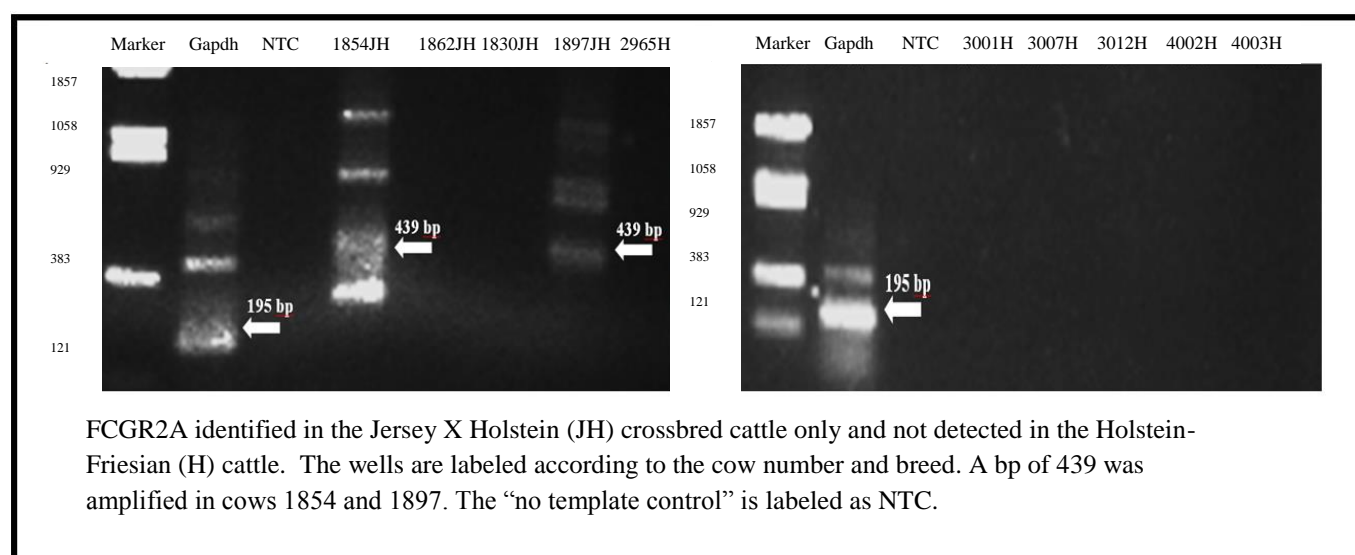 Marker Gapdh NTC 1854JH 1862JH 1830JH 1897JH 2965H
1857
1058
929
383
121
439 bp
439 bp
195 bp
Marker Gapdh NTC 3001H 3007H 3012H 4002H 4003H
1857
1058
929
383
121
195 bp
FCGR2A identified in the Jersey X Holstein (JH) crossbred cattle only and not detected in the Holstein-
Friesian (H) cattle. The wells are labeled according to the cow number and breed. A bp of 439 was
amplified in cows 1854 and 1897. The “no template control” is labeled as NTC.